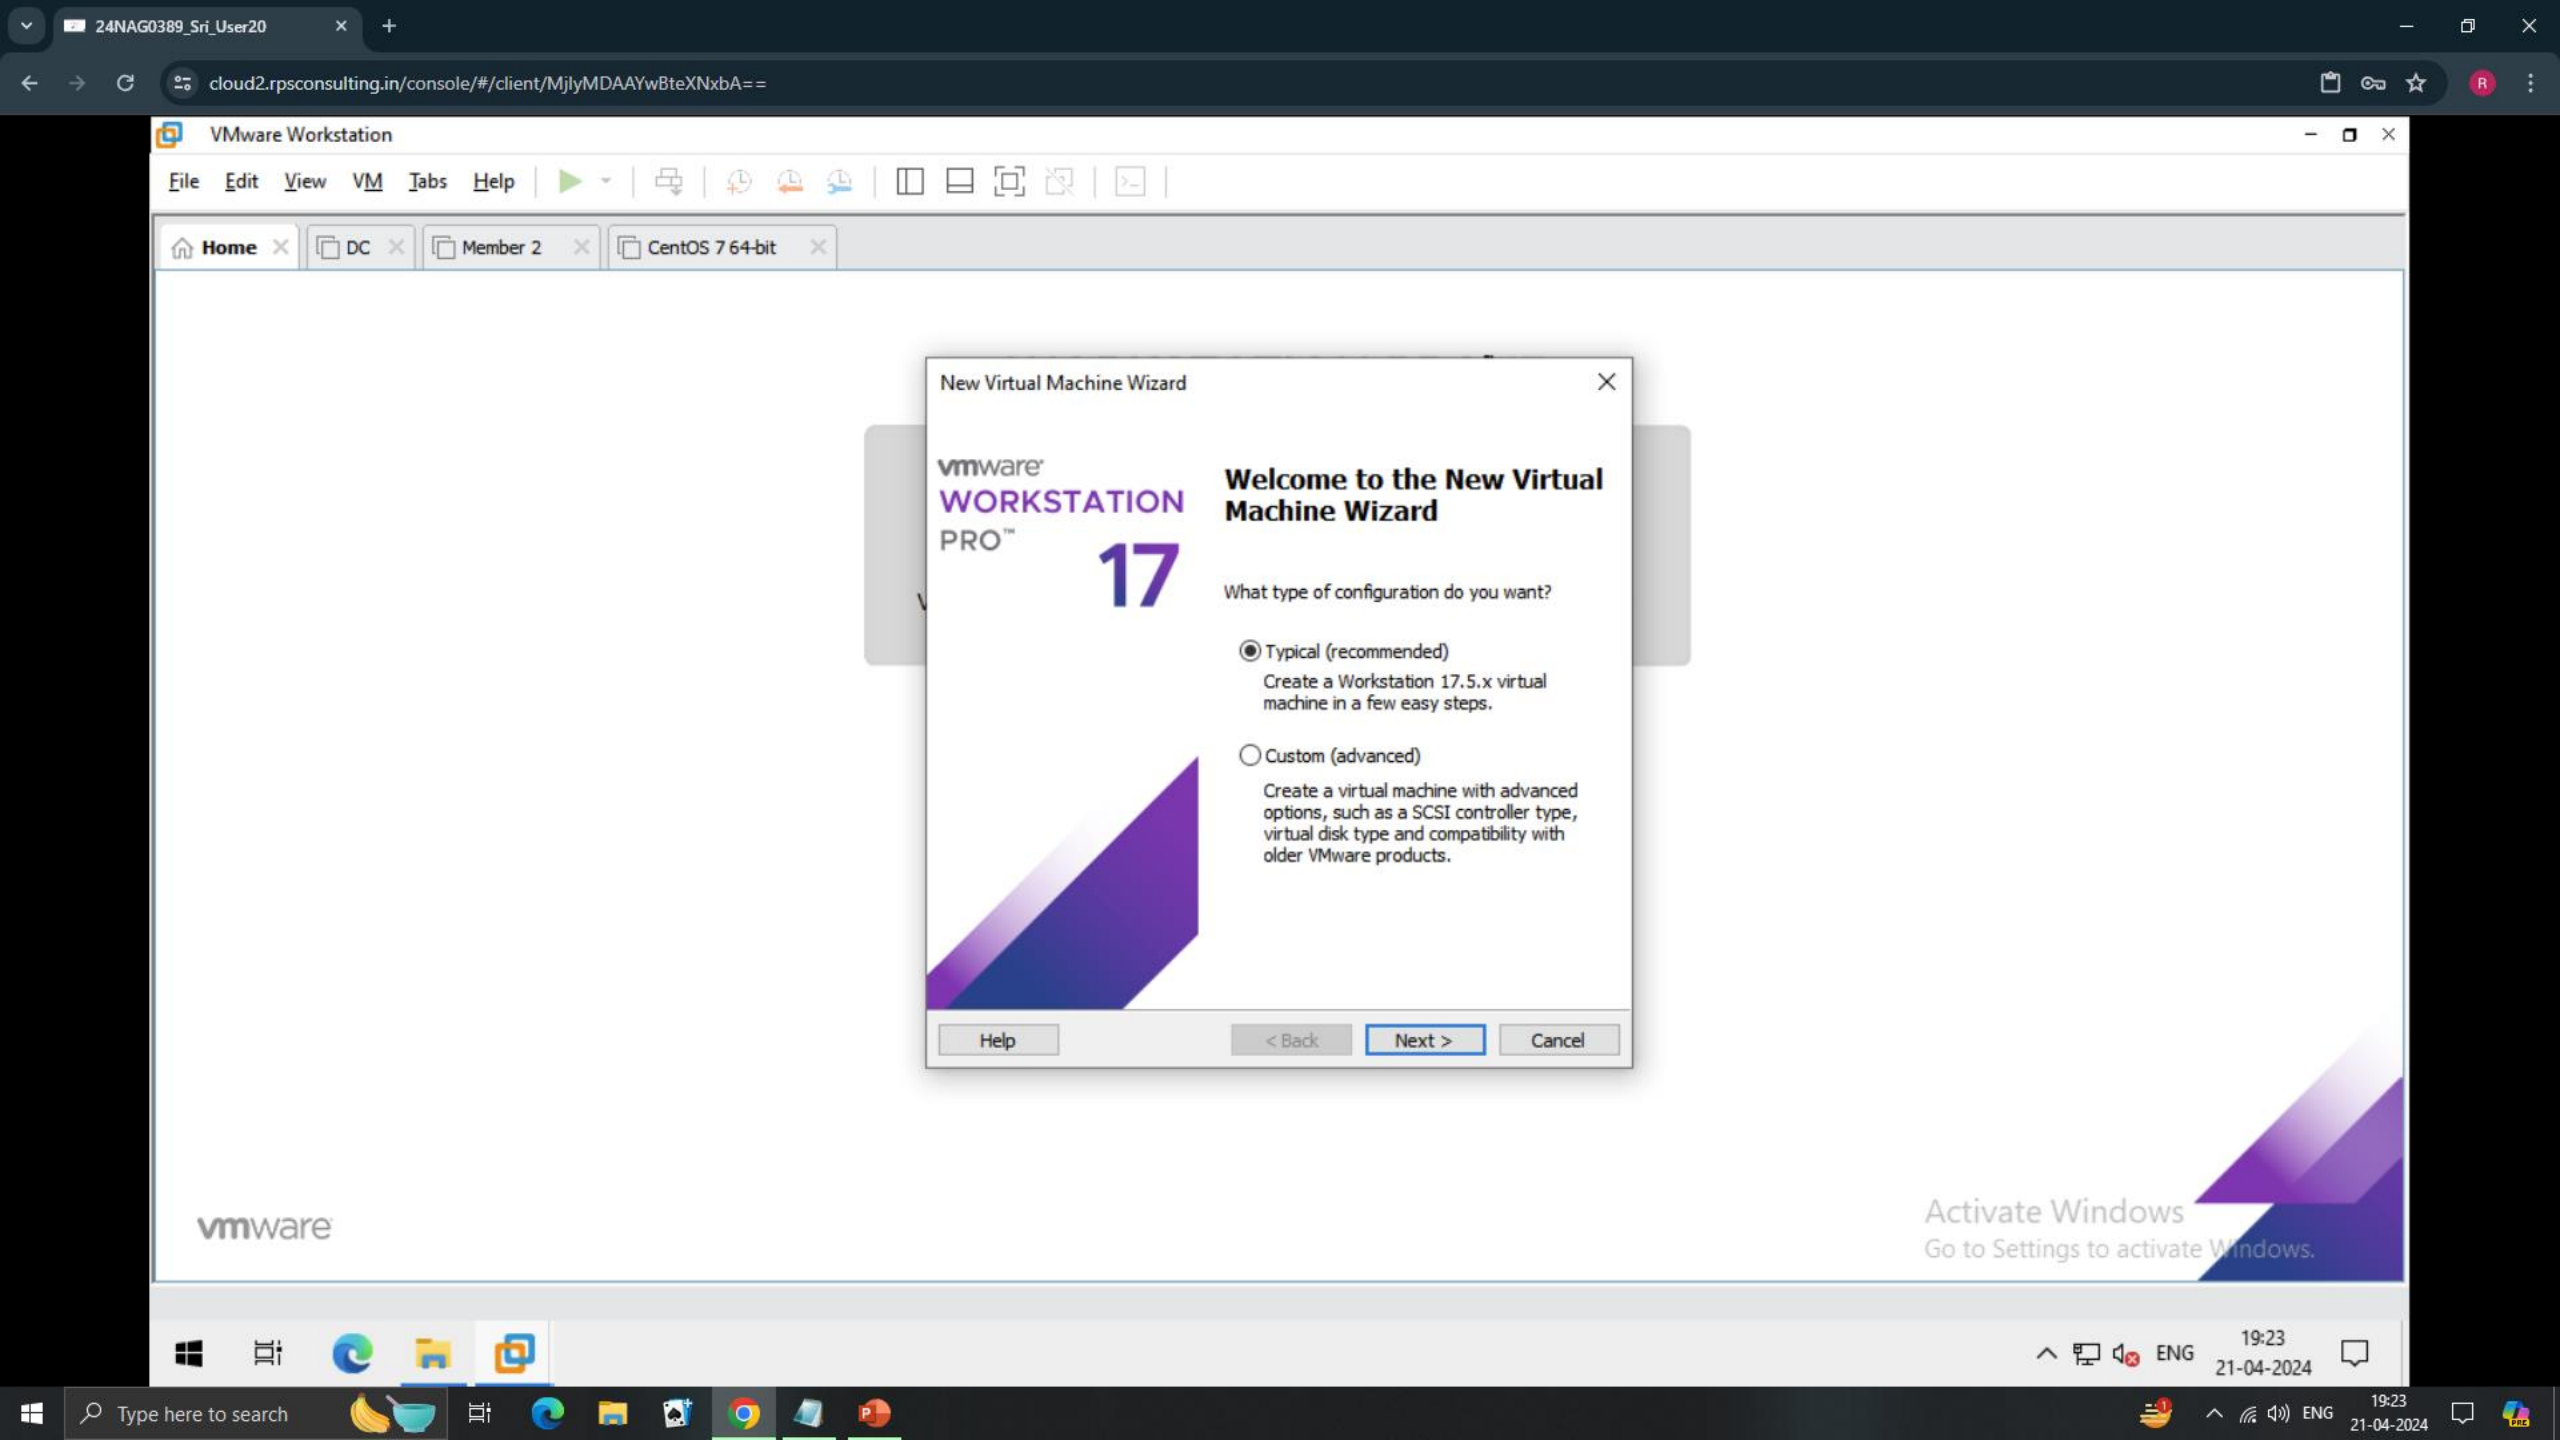 24NAG0389_Sri_User20
cloud2.rpsconsulting.in/console/#/client/MjIyMDAAYwBteXNxbA==
R
VMware Workstation
File Edit View VM Tabs Help
Home DC Member 2 CentOS 7 64-bit
New Virtual Machine Wizard
vmware
WORKSTATION
PRO™
17
Welcome to the New Virtual
Machine Wizard
What type of configuration do you want?
Typical (recommended)
Create a Workstation 17.5.x virtual
machine in a few easy steps.
Custom (advanced)
Create a virtual machine with advanced
options, such as a SCSI controller type,
virtual disk type and compatibility with
older VMware products.
Help < Back Next > Cancel
vmware
Activate Windows
Go to Settings to activate Windows.
ENG
19:23
21-04-2024
Type here to search
1
ENG
19:23
21-04-2024